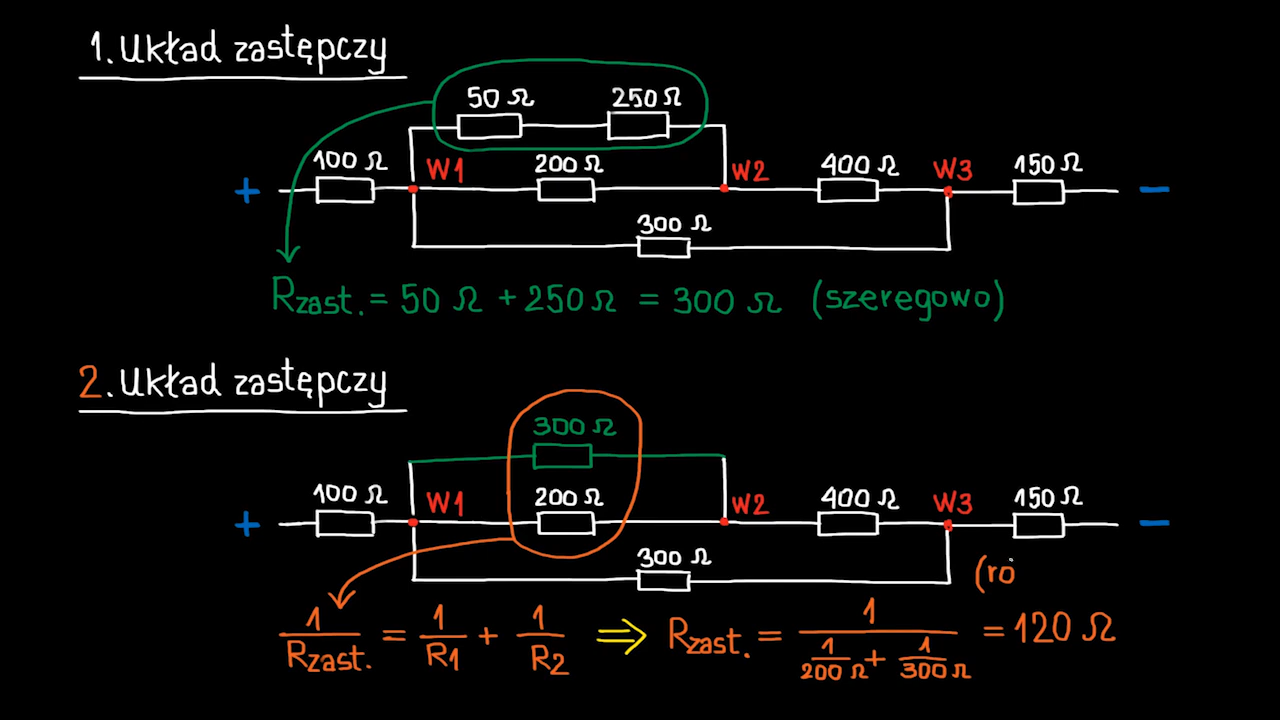 1. Układ zastępczy
50 Ω 250 Ω
100 Ω W1 200 Ω W2 400 Ω W3 150 Ω
+ −
300 Ω
Rzast. = 50 Ω + 250 Ω = 300 Ω (szeregowo)
2. Układ zastępczy
300 Ω
100 Ω W1 200 Ω W2 400 Ω W3 150 Ω
+ −
300 Ω
(ró
1/Rzast. = 1/R1 + 1/R2 ⇒ Rzast. = 1/(1/200 Ω + 1/300 Ω) = 120 Ω